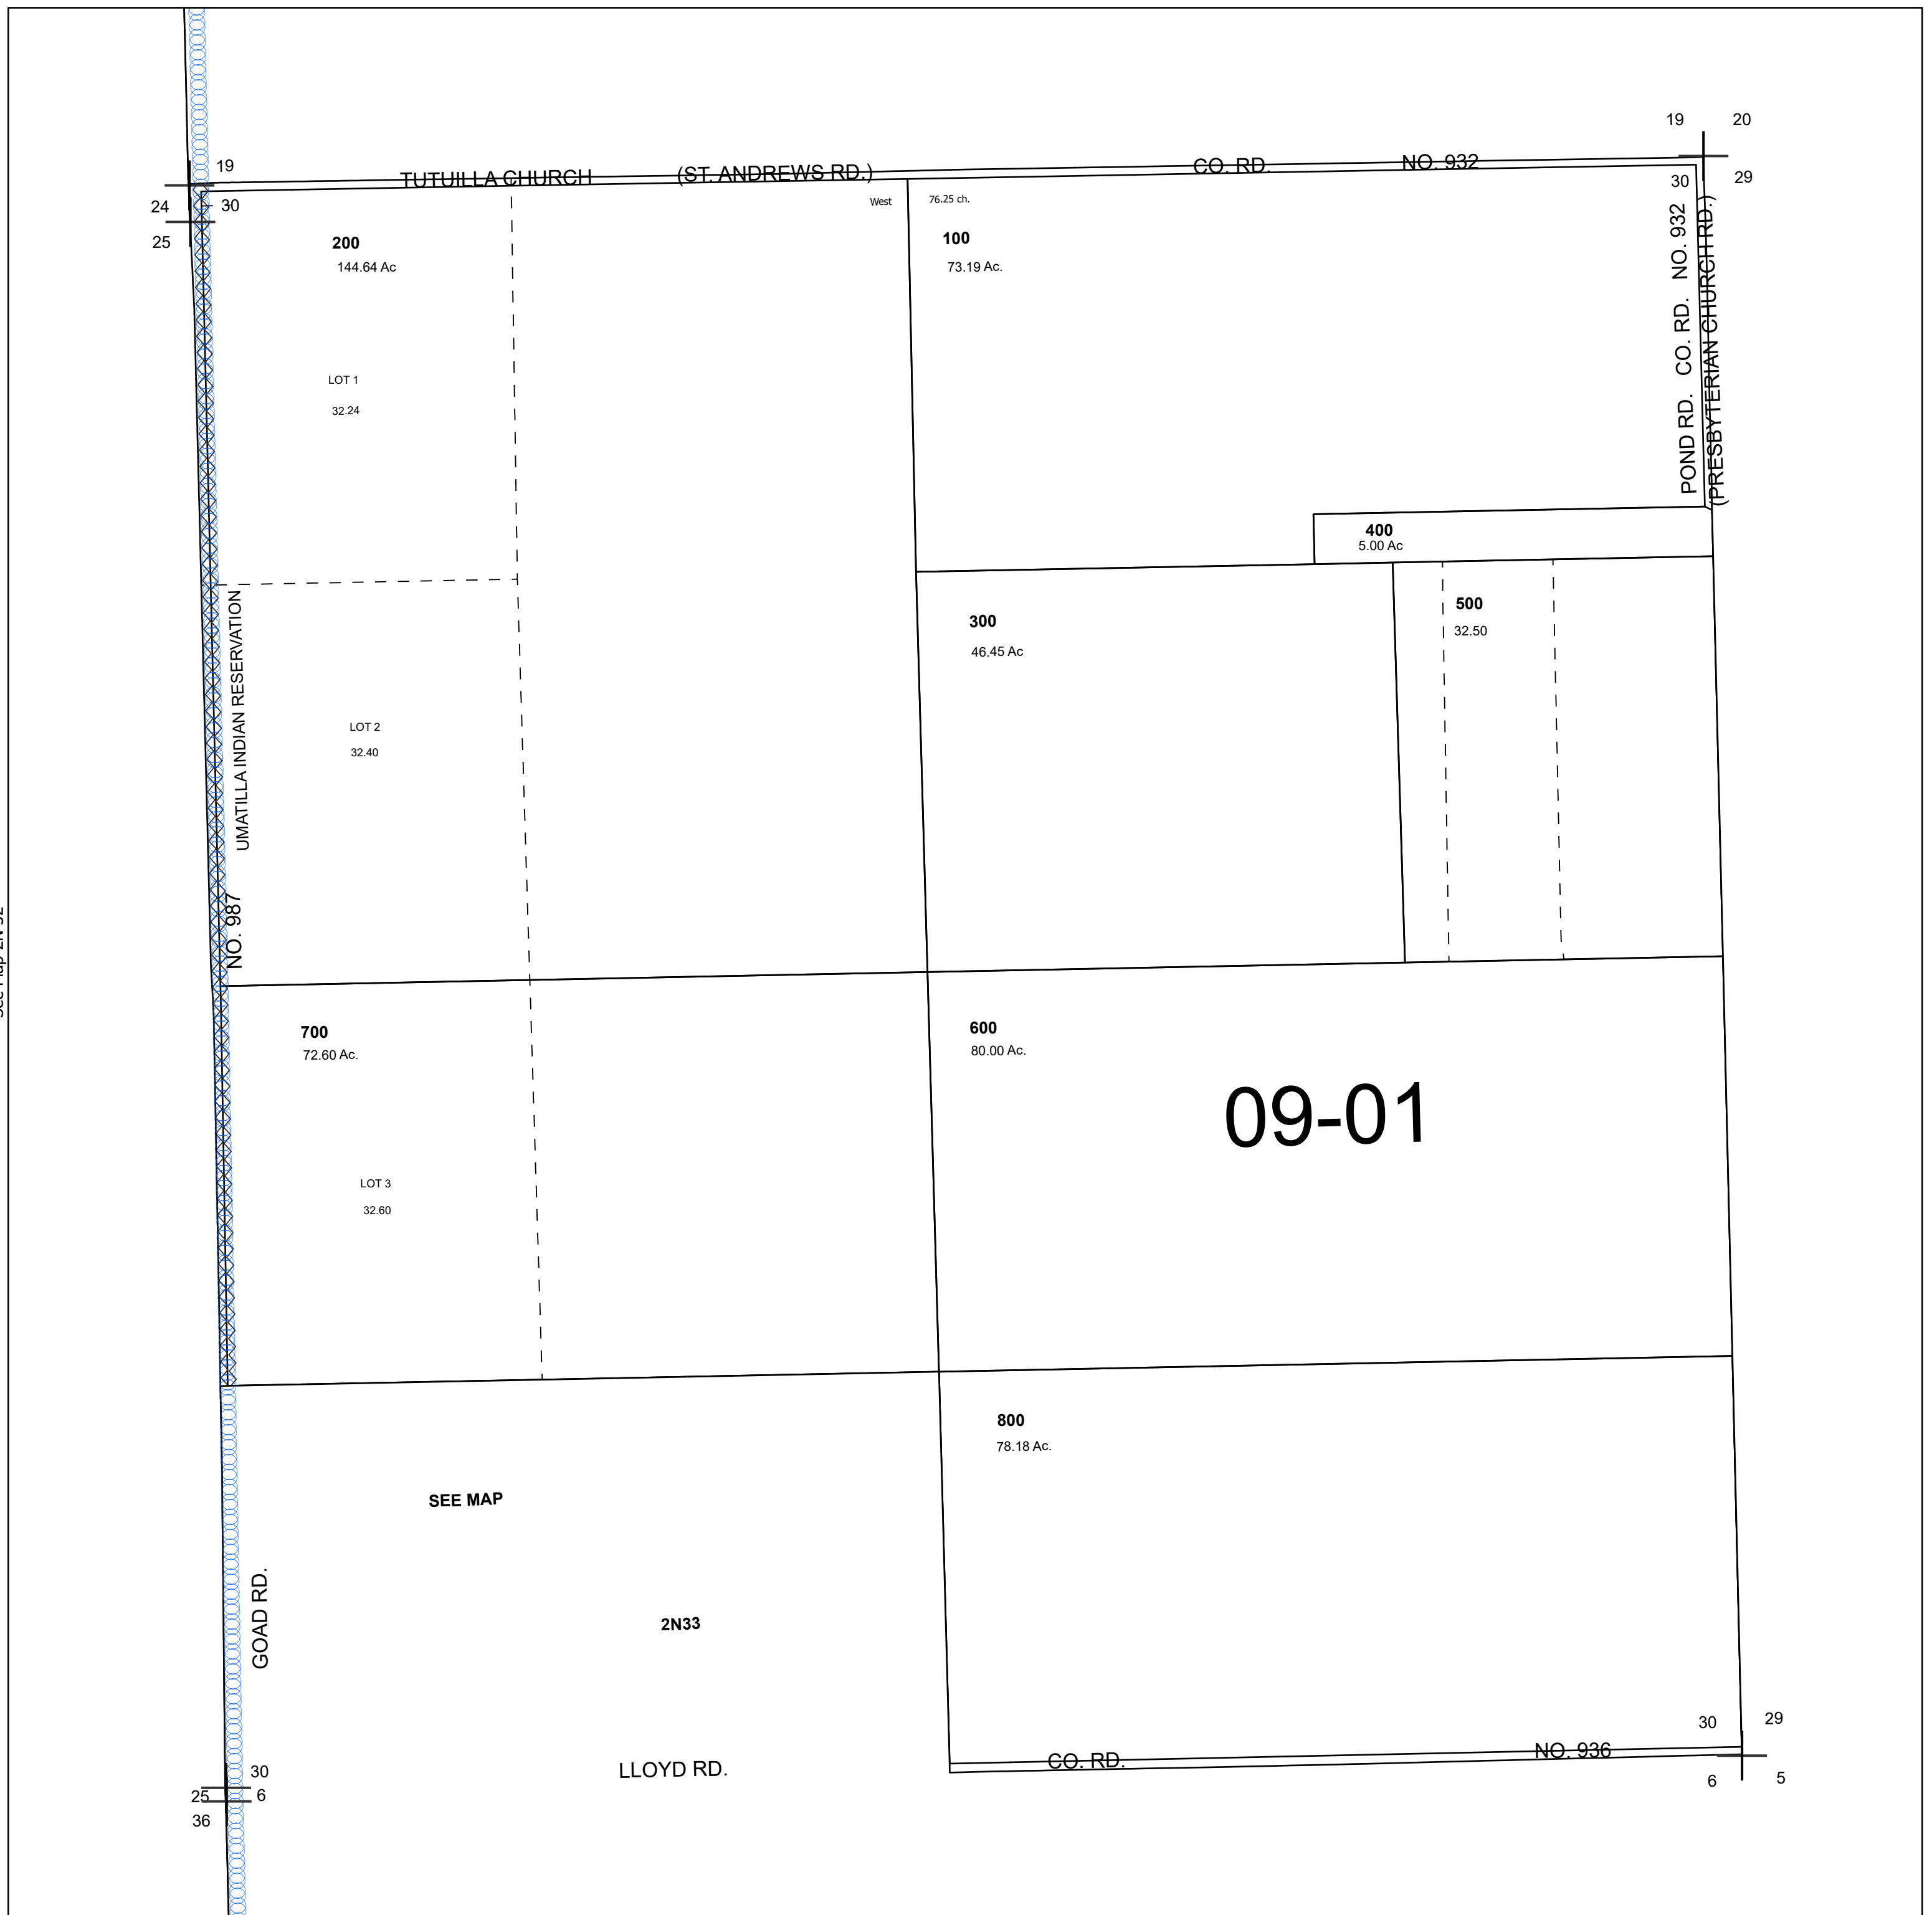 19 20
19
TUTUILLA CHURCH (ST. ANDREWS RD.) CO. RD. NO. 932
30 29
24 30
25
West 76.25 ch.
200
144.64 Ac
100
73.19 Ac.
POND RD. CO. RD. NO. 932
(PRESBYTERIAN CHURCH RD.)
LOT 1
32.24
400
5.00 Ac
UMATILLA INDIAN RESERVATION
300
46.45 Ac
500
32.50
LOT 2
32.40
NO. 987
700
72.60 Ac.
600
80.00 Ac.
09-01
LOT 3
32.60
800
78.18 Ac.
SEE MAP
2N33
GOAD RD.
LLOYD RD. CO. RD. NO. 936
30 29
30
25 6
36
6 5